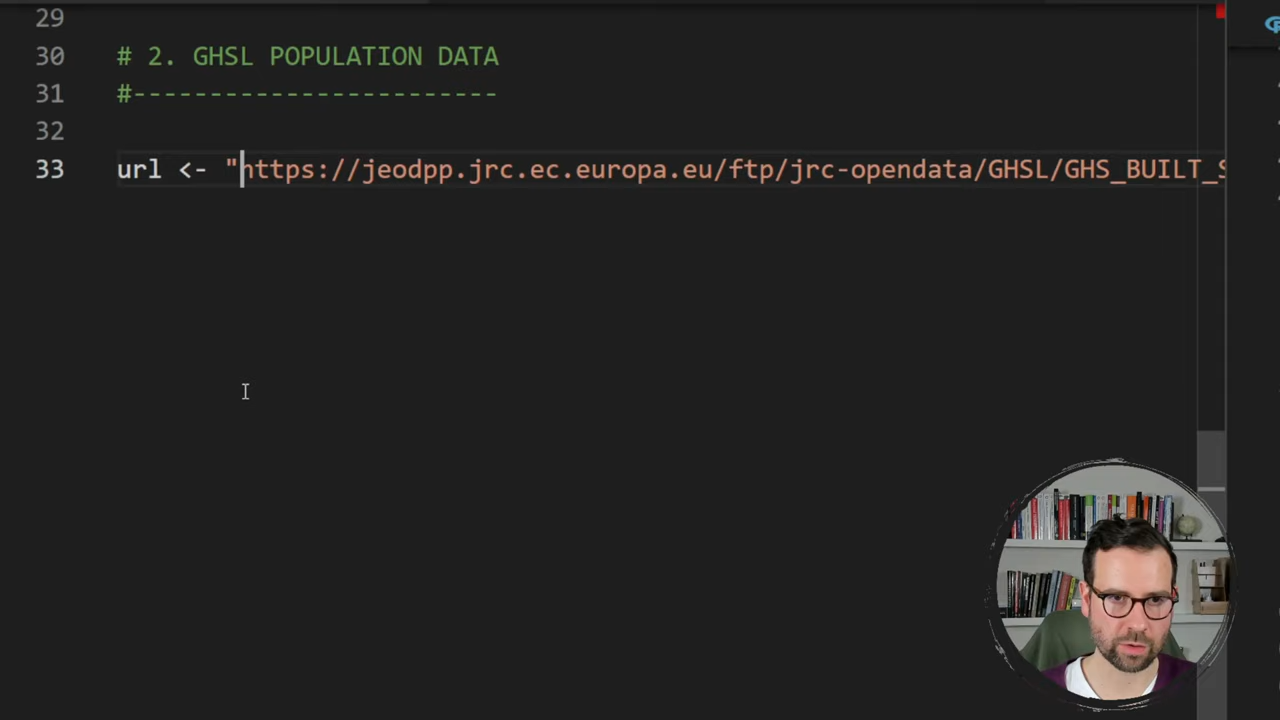 29
30 # 2. GHSL POPULATION DATA
31 #------------------------
32
33 url <- "https://jeodpp.jrc.ec.europa.eu/ftp/jrc-opendata/GHSL/GHS_BUILT_S